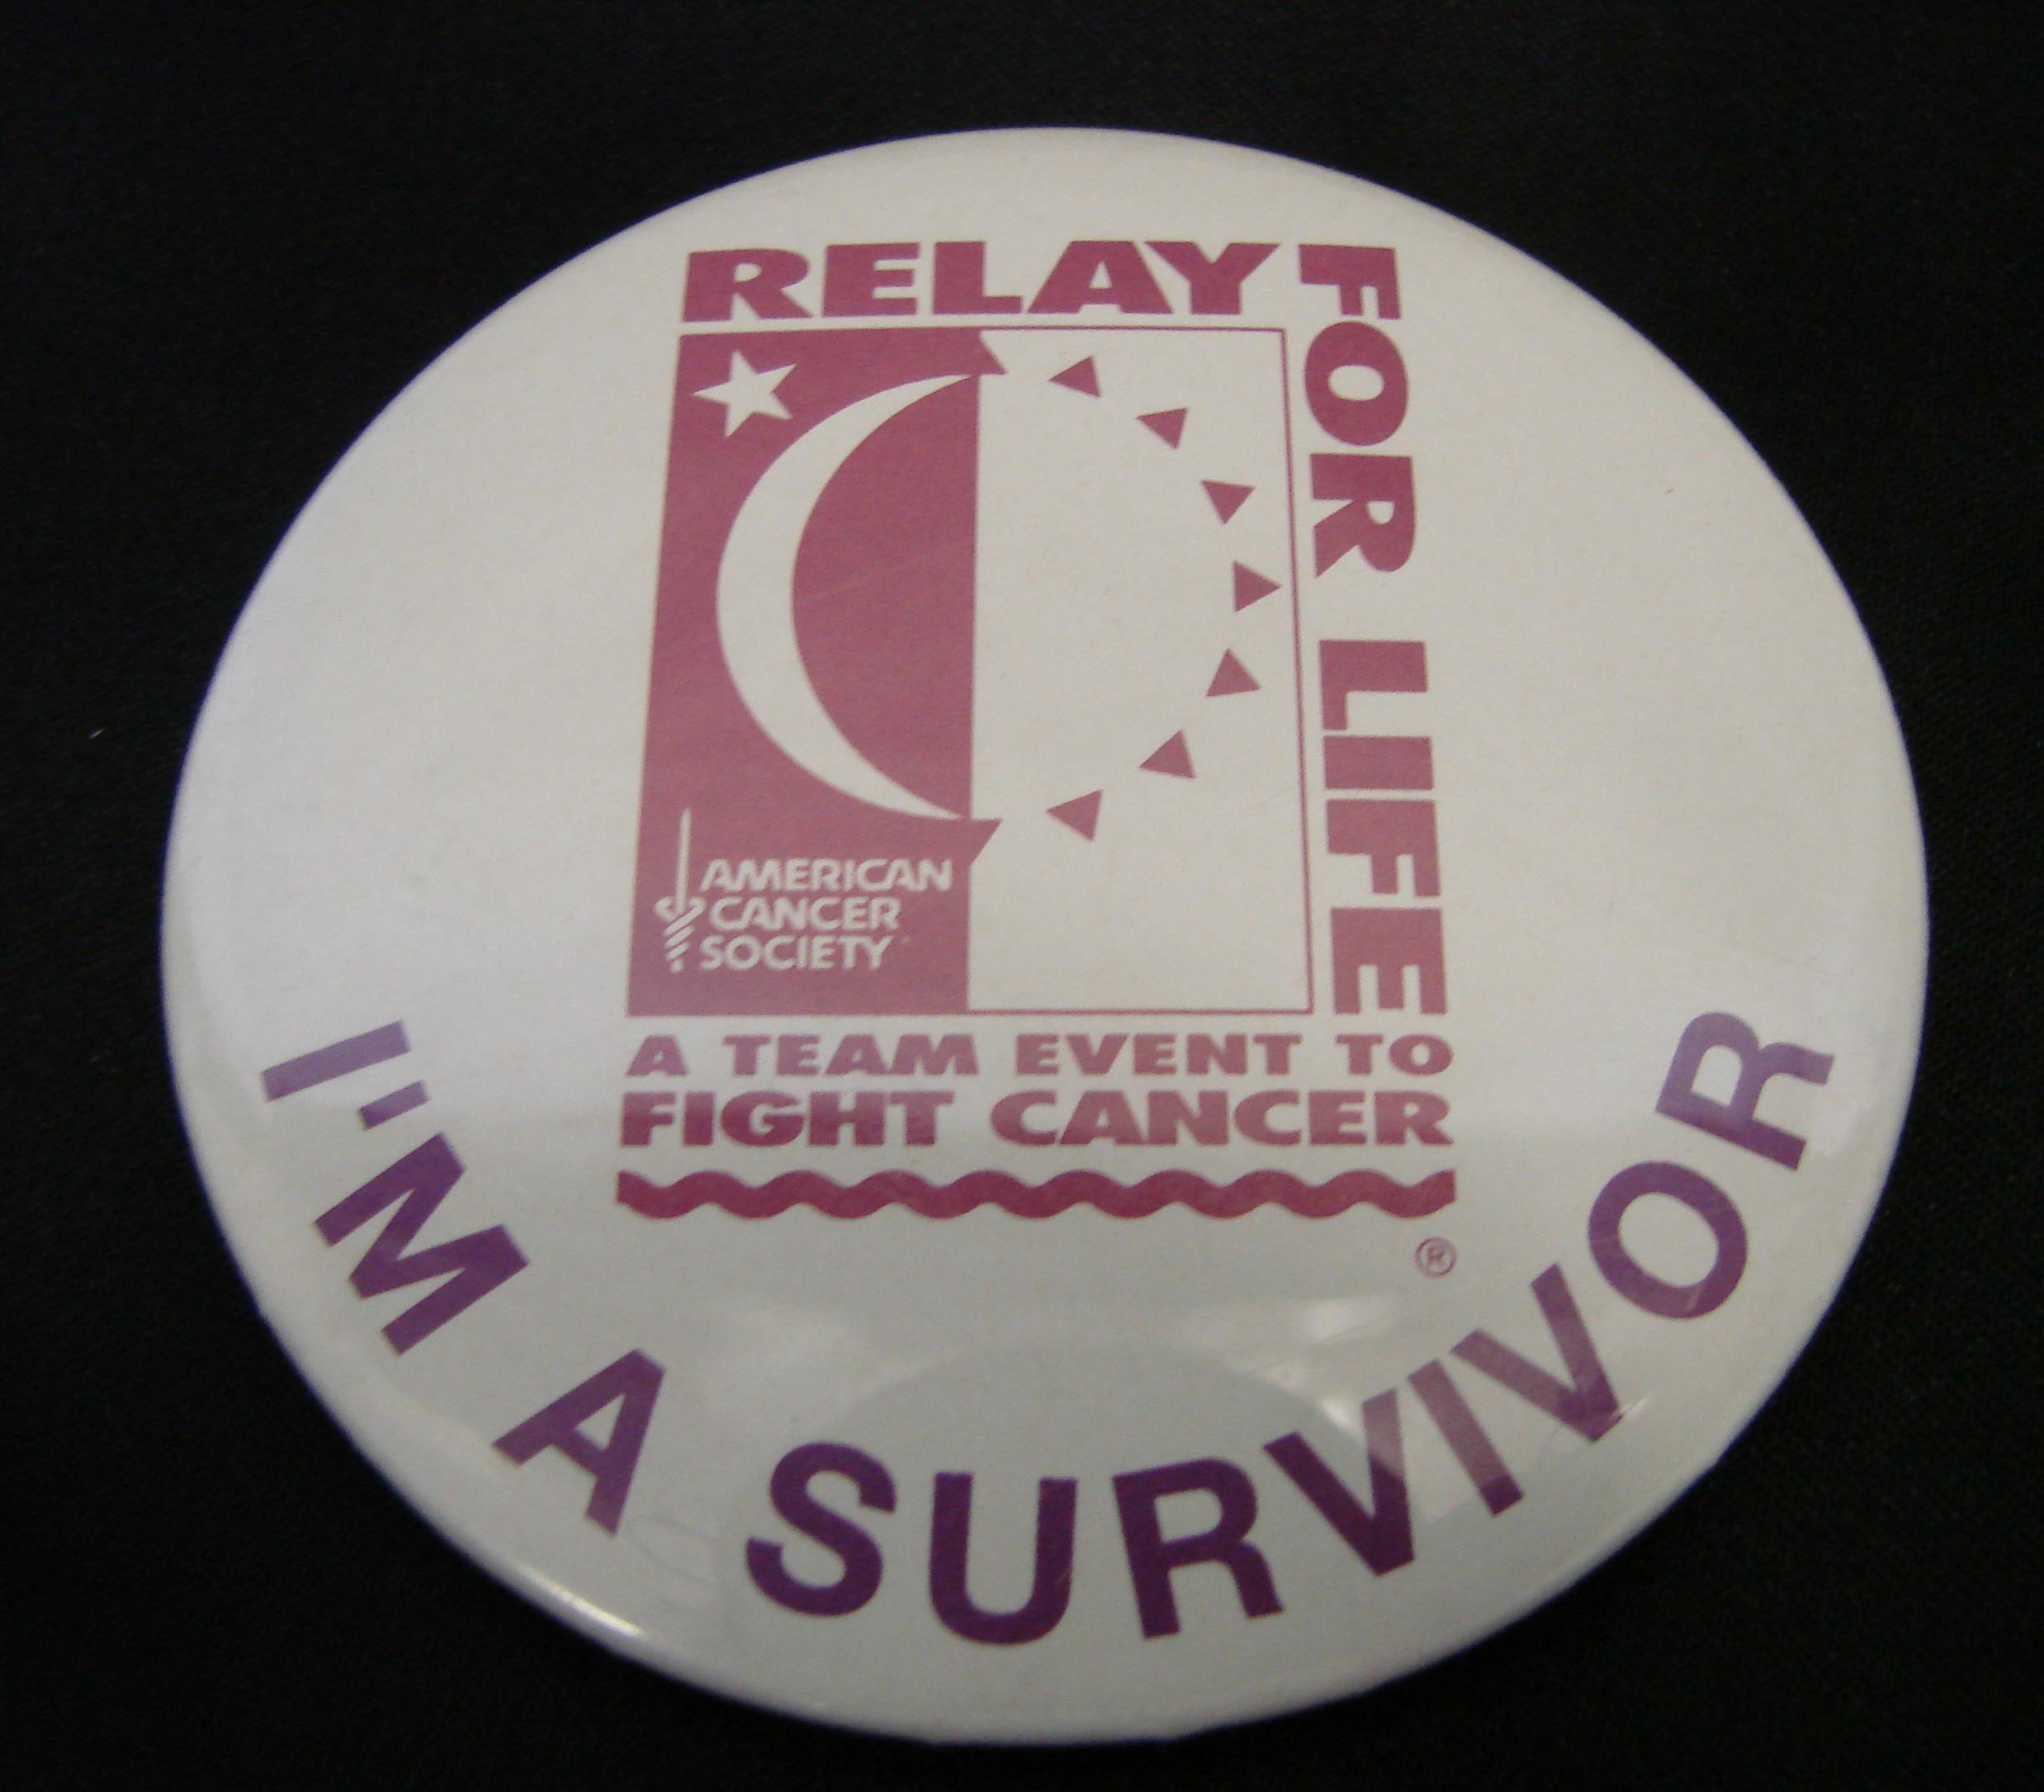 RELAY
FOR LIFE
AMERICAN
CANCER
SOCIETY
A TEAM EVENT TO
FIGHT CANCER
®
I'M A SURVIVOR